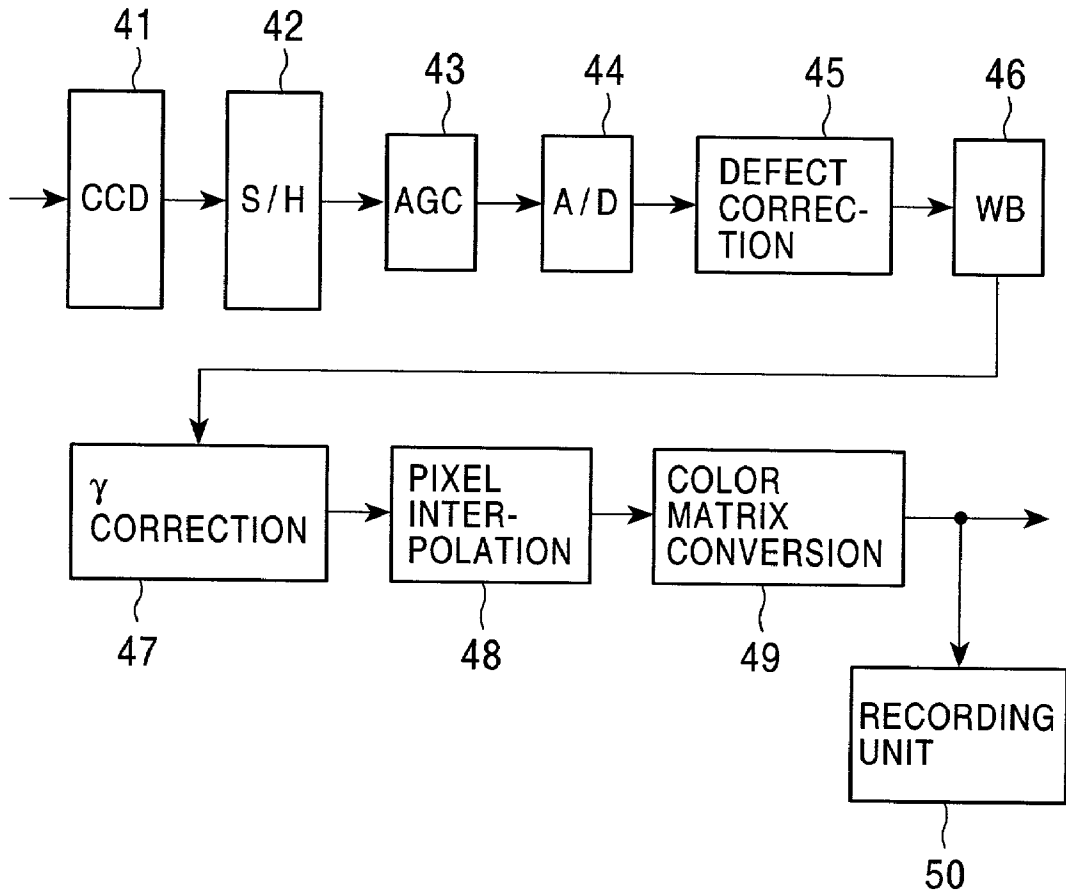 41
42
43
44
45
46
CCD
S/H
AGC
A/D
DEFECT
CORREC-
TION
WB
γ
CORRECTION
PIXEL
INTER-
POLATION
COLOR
MATRIX
CONVERSION
47
48
49
RECORDING
UNIT
50